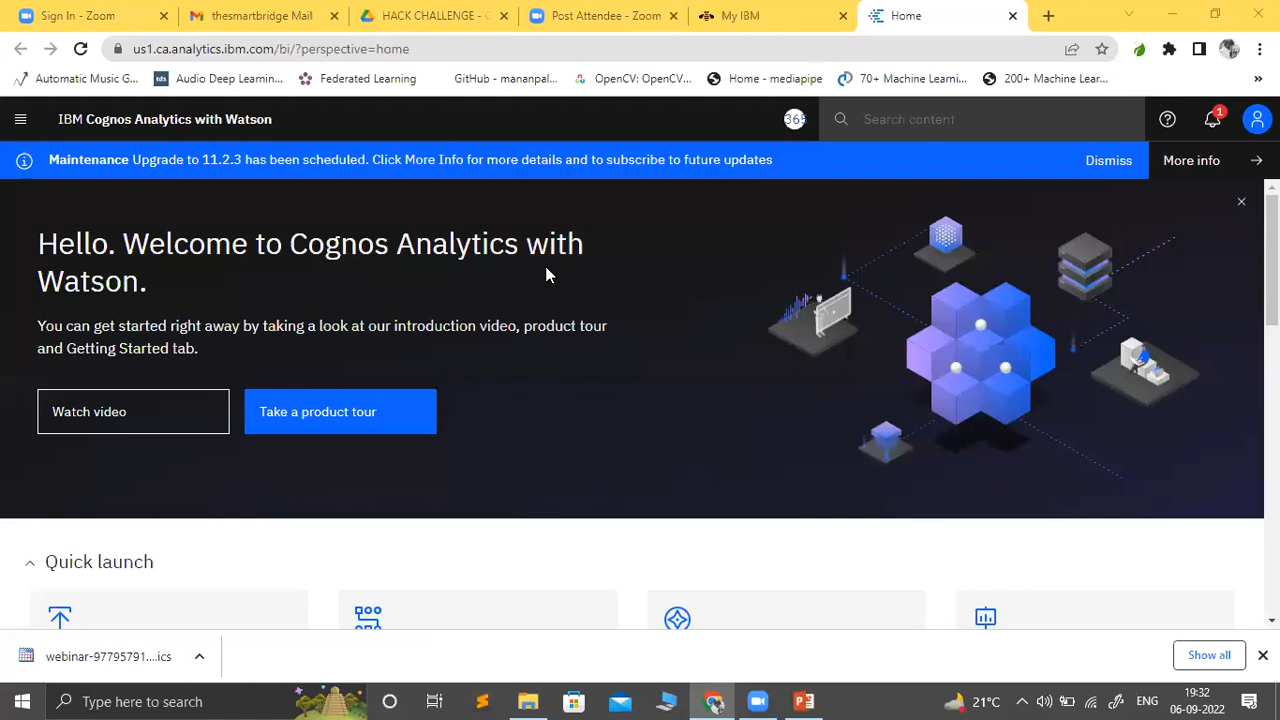 Sign In - Zoom
thesmartbridge Mail
HACK CHALLENGE - G
Post Attendee - Zoom
My IBM
Home
us1.ca.analytics.ibm.com/bi/?perspective=home
Automatic Music G...
tds
Audio Deep Learnin...
Federated Learning
GitHub - mananpal...
OpenCV: OpenCV...
Home - mediapipe
70+ Machine Learni...
200+ Machine Lear...
»
IBM Cognos Analytics with Watson
365
Search content
1
Maintenance Upgrade to 11.2.3 has been scheduled. Click More Info for more details and to subscribe to future updates
Dismiss
More info
Hello. Welcome to Cognos Analytics with
Watson.
You can get started right away by taking a look at our introduction video, product tour
and Getting Started tab.
Watch video
Take a product tour
Quick launch
webinar-97795791....ics
Show all
Type here to search
21°C
ENG
19:32
06-09-2022